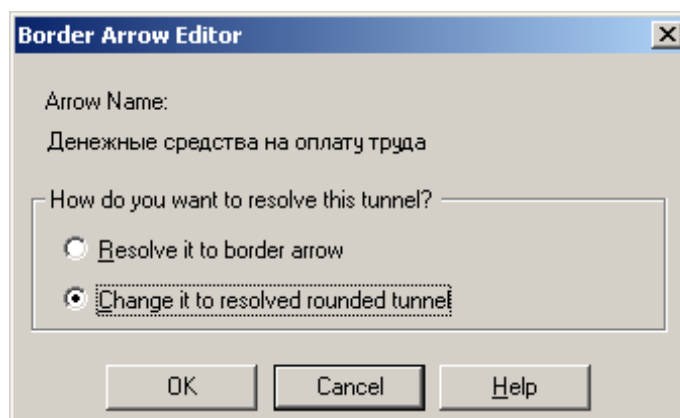 Border Arrow Editor
Arrow Name:
Денежные средства на оплату труда
How do you want to resolve this tunnel?
Resolve it to border arrow
Change it to resolved rounded tunnel
OK Cancel Help